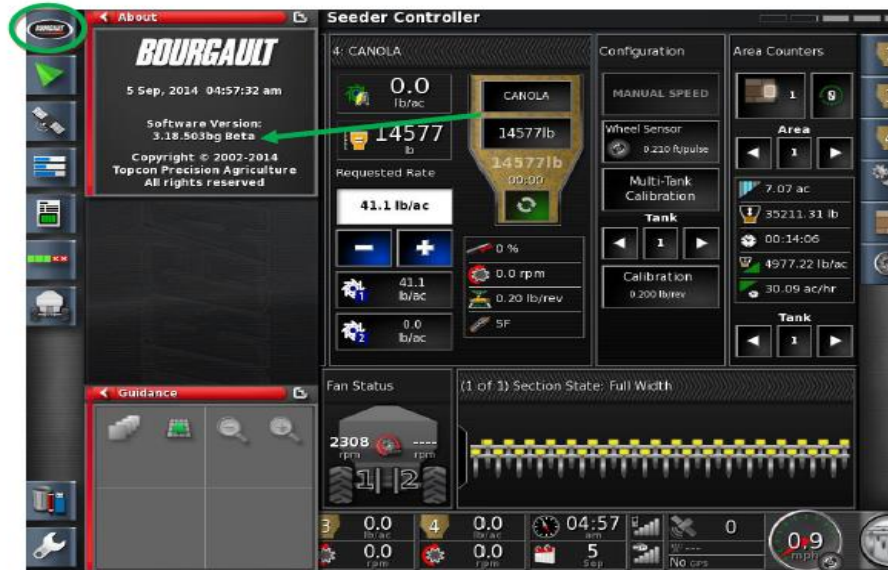 BOURGAULT
About
BOURGAULT
5 Sep, 2014 04:57:32 am
Software Version:
3.18.503bg Beta
Copyright © 2002-2014
Topcon Precision Agriculture
All rights reserved
Guidance
Seeder Controller
4: CANOLA
0.0
lb/ac
14577
lb
Requested Rate
41.1 lb/ac
1
41.1
lb/ac
2
0.0
lb/ac
CANOLA
14577lb
14577lb
00:00
0 %
0.0 rpm
0.20 lb/rev
SF
Configuration
MANUAL SPEED
Wheel Sensor
0.210 ft/pulse
Multi-Tank
Calibration
Tank
1
Calibration
0.200 lb/rev
Area Counters
1
Area
1
7.07 ac
35211.31 lb
00:14:06
4977.22 lb/ac
30.09 ac/hr
Tank
1
Fan Status
2308
rpm
----
rpm
1 2
(1 of 1) Section State: Full Width
3
0.0
lb/ac
0.0
rpm
4
0.0
lb/ac
0.0
rpm
04:57
am
5
Sep
0
---
No GPS
0.9
mph